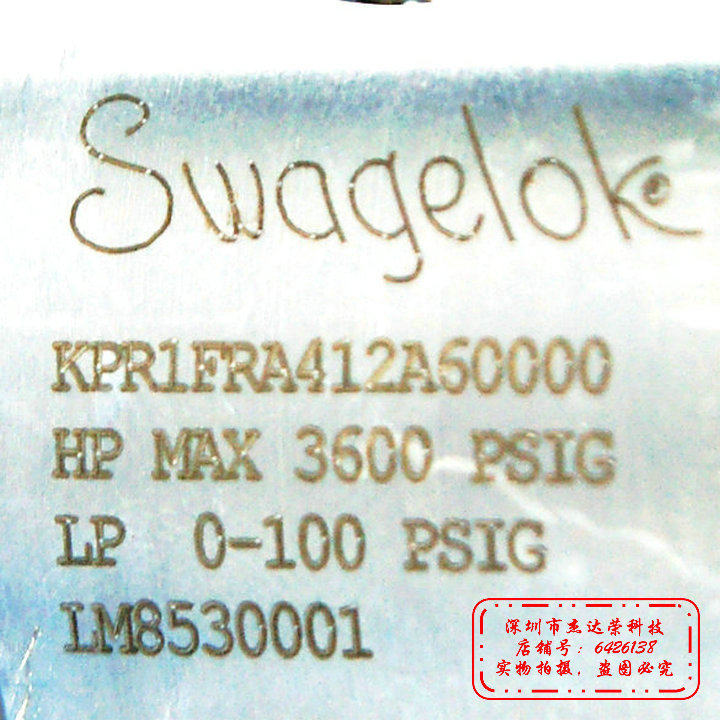 Swagelok
KPR1FRA412A60000
HP MAX 3600 PSIG
LP 0-100 PSIG
LM8530001
深圳市杰达荣科技
店铺号：6426138
实物拍摄，盗图必究